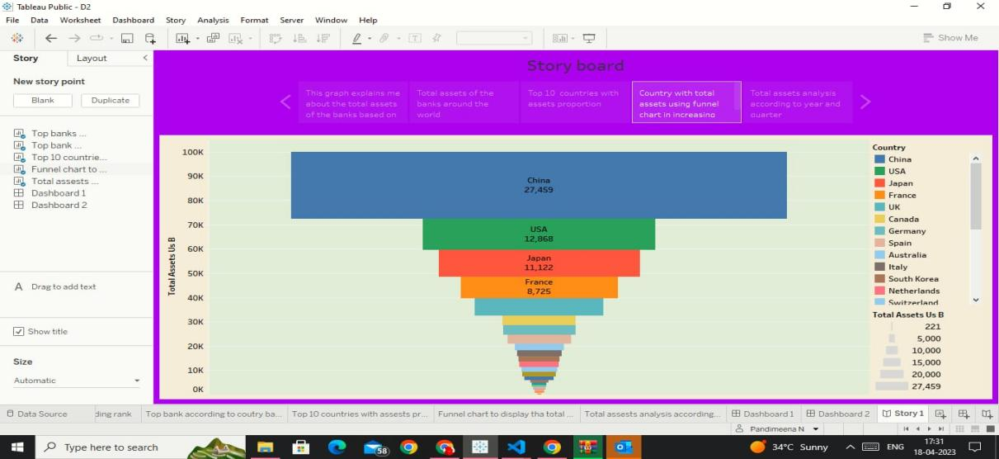 Tableau Public - D2
File Data Worksheet Dashboard Story Analysis Format Server Window Help
Show Me
Story Layout
New story point
Blank Duplicate
Top banks ...
Top bank ...
Top 10 countrie...
Funnel chart to ...
Total assests ...
Dashboard 1
Dashboard 2
A Drag to add text
Show title
Size
Automatic
Story board
This graph explains me
about the total assets
of the banks based on
Total assets of the
banks around the
world
Top 10 countries with
assets proportion
Country with total
assets using funnel
chart in increasing
Total assets analysis
according to year and
quarter
Total Assets Us B
100K
90K
80K
70K
60K
50K
40K
30K
20K
10K
0K
China
27,459
USA
12,868
Japan
11,122
France
8,725
Country
China
USA
Japan
France
UK
Canada
Germany
Spain
Australia
Italy
South Korea
Netherlands
Switzerland
Total Assets Us B
221
5,000
10,000
15,000
20,000
27,459
Data Source ding rank Top bank according to coutry ba... Top 10 countries with assests pr... Funnel chart to display tha total ... Total assests analysis according... Dashboard 1 Dashboard 2 Story 1
Pandimeena N
Type here to search
58
34°C Sunny
ENG
17:31
18-04-2023